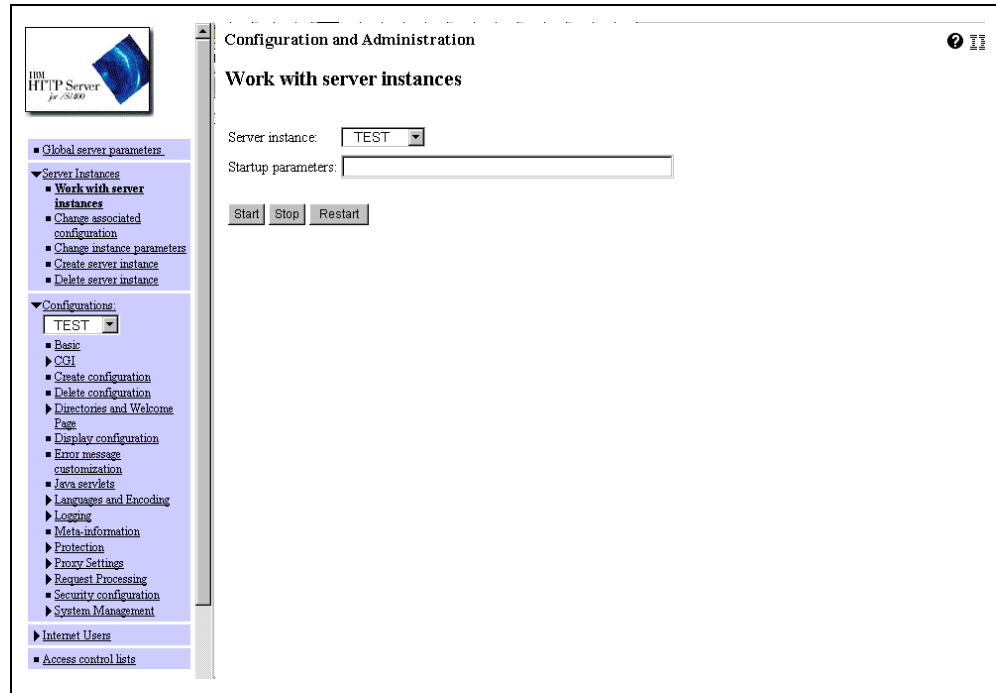 IBM
HTTP Server
for AS/400
Global server parameters
Server Instances
Work with server
instances
Change associated
configuration
Change instance parameters
Create server instance
Delete server instance
Configurations:
TEST
Basic
CGI
Create configuration
Delete configuration
Directories and Welcome
Page
Display configuration
Error message
customization
Java servlets
Languages and Encoding
Logging
Meta-information
Protection
Proxy Settings
Request Processing
Security configuration
System Management
Internet Users
Access control lists
Configuration and Administration
?
Work with server instances
Server instance: TEST
Startup parameters:
Start Stop Restart